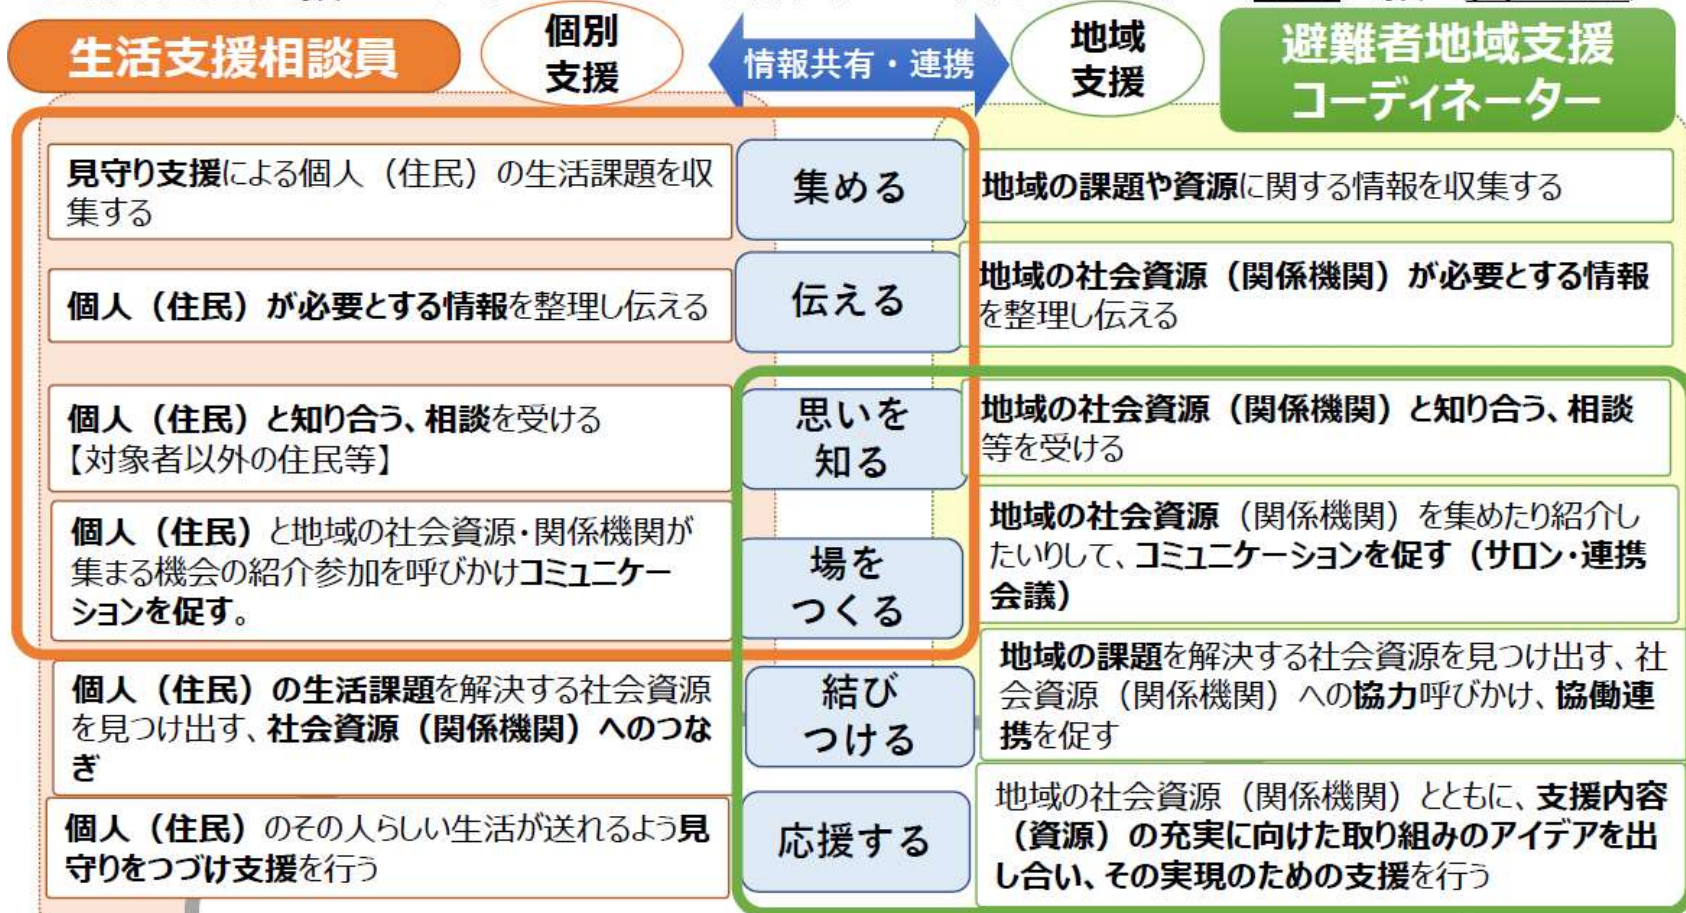 生活支援相談員
個別
支援
情報共有・連携
地域
支援
避難者地域支援
コーディネーター
見守り支援による個人（住民）の生活課題を収
集する
集める
地域の課題や資源に関する情報を収集する
個人（住民）が必要とする情報を整理し伝える
伝える
地域の社会資源（関係機関）が必要とする情報
を整理し伝える
個人（住民）と知り合う、相談を受ける
【対象者以外の住民等】
思いを
知る
地域の社会資源（関係機関）と知り合う、相談
等を受ける
個人（住民）と地域の社会資源・関係機関が
集まる機会の紹介参加を呼びかけコミュニケー
ションを促す。
場を
つくる
地域の社会資源（関係機関）を集めたり紹介し
たいりして、コミュニケーションを促す（サロン・連携
会議）
個人（住民）の生活課題を解決する社会資源
を見つけ出す、社会資源（関係機関）へのつな
ぎ
結び
つける
地域の課題を解決する社会資源を見つけ出す、社
会資源（関係機関）への協力呼びかけ、協働連
携を促す
個人（住民）のその人らしい生活が送れるよう見
守りをつづけ支援を行う
応援する
地域の社会資源（関係機関）とともに、支援内容
（資源）の充実に向けた取り組みのアイデアを出
し合い、その実現のための支援を行う